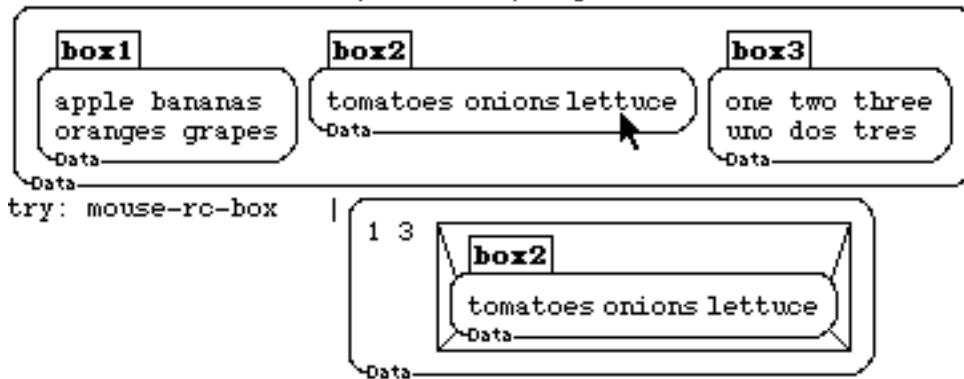 box1 box2 box3
apple bananas tomatoes onions lettuce one two three
oranges grapes Data uno dos tres
Data Data
Data
try: mouse-rc-box |
1 3
box2
tomatoes onions lettuce
Data
Data